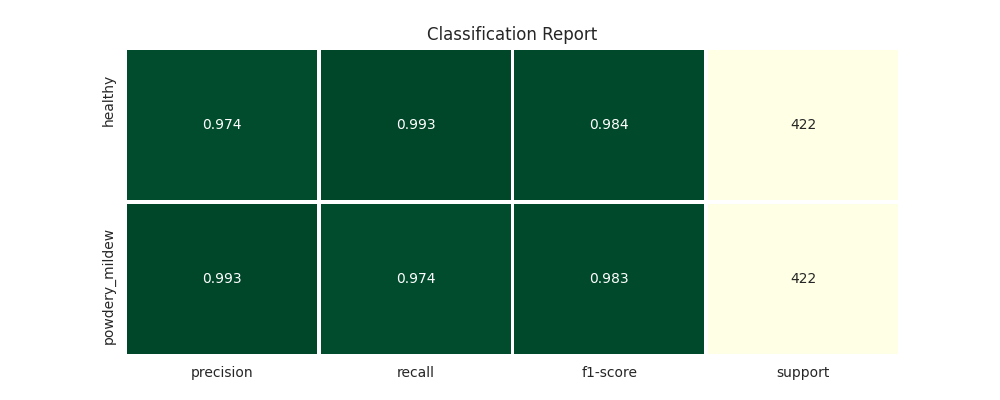 Classification Report
healthy
0.974 0.993 0.984 422
powdery_mildew
0.993 0.974 0.983 422
precision recall f1-score support